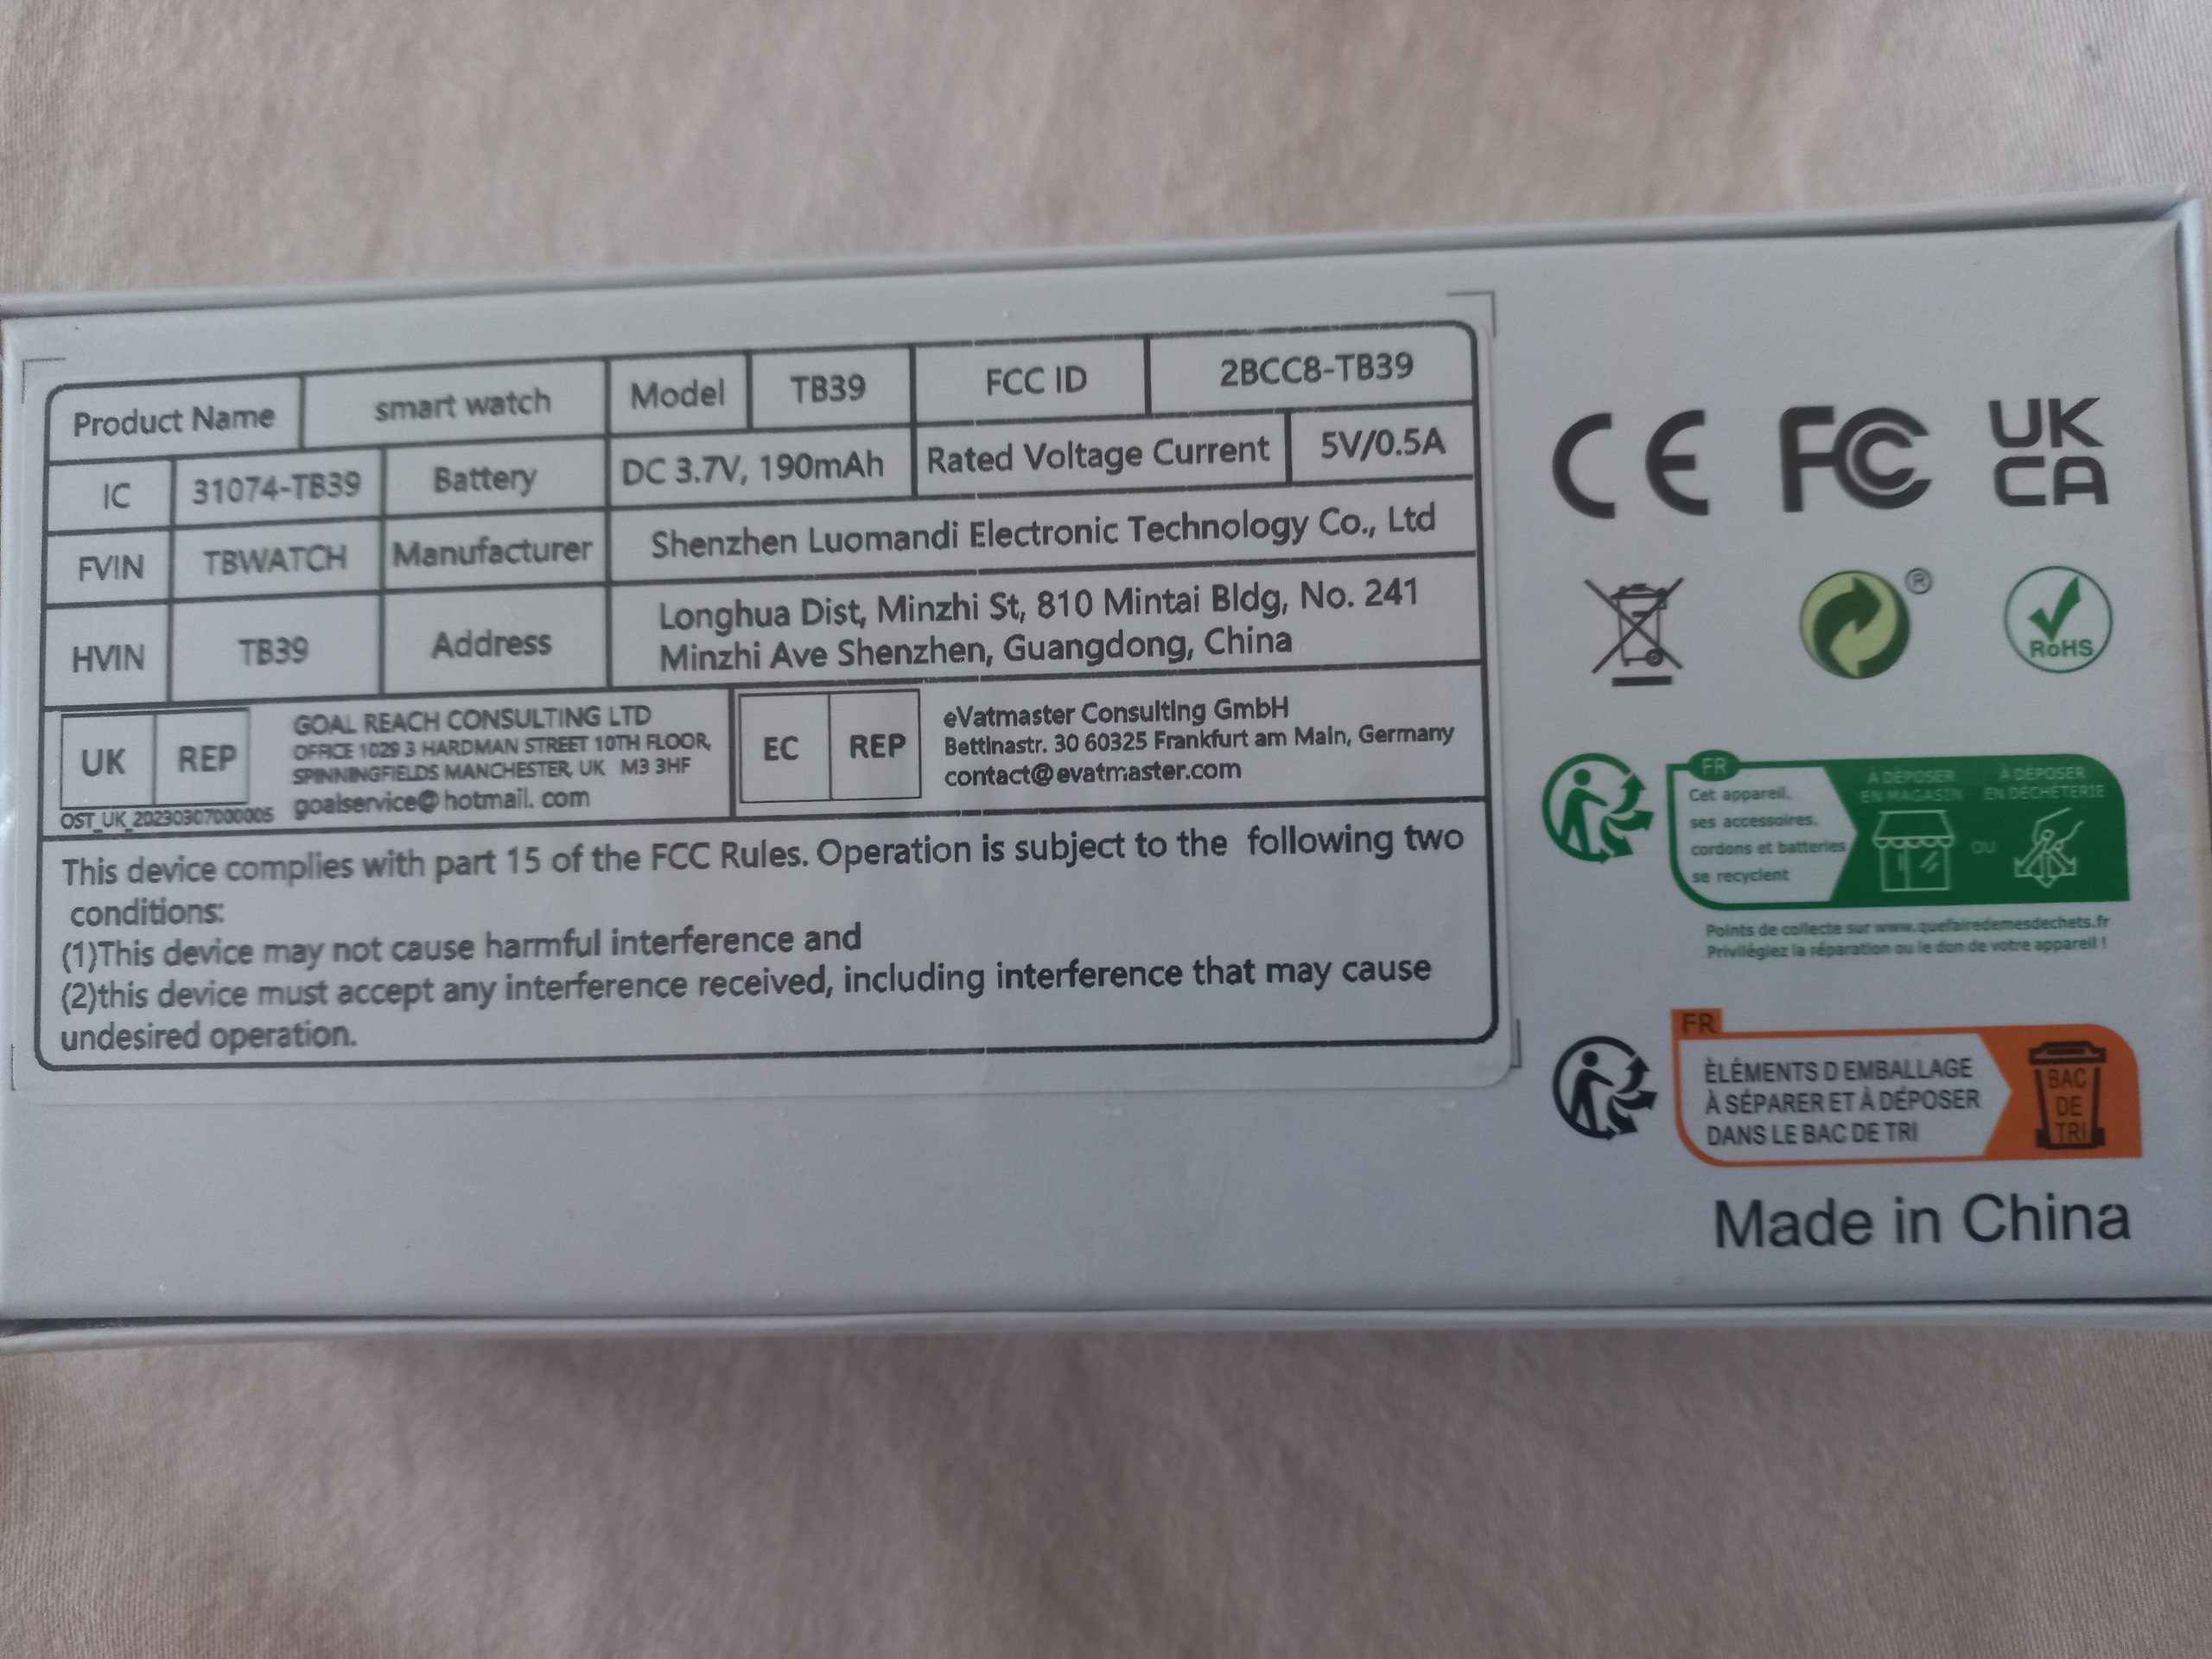 Product Name smart watch Model TB39 FCC ID 2BCC8-TB39
IC 31074-TB39 Battery DC 3.7V, 190mAh Rated Voltage Current 5V/0.5A
FVIN TBWATCH Manufacturer Shenzhen Luomandi Electronic Technology Co., Ltd
HVIN TB39 Address Longhua Dist, Minzhi St, 810 Mintai Bldg, No. 241
Minzhi Ave Shenzhen, Guangdong, China
UK REP
GOAL REACH CONSULTING LTD
OFFICE 1029 3 HARDMAN STREET 10TH FLOOR,
SPINNINGFIELDS MANCHESTER, UK M3 3HF
goalservice@hotmail. com
OST_UK_20230307000005
EC REP
eVatmaster Consulting GmbH
Bettinastr. 30 60325 Frankfurt am Main, Germany
contact@evatmaster.com
This device complies with part 15 of the FCC Rules. Operation is subject to the following two
conditions:
(1)This device may not cause harmful interference and
(2)this device must accept any interference received, including interference that may cause
undesired operation.
CE FC UK
CA
®
RoHS
FR
Cet appareil,
ses accessoires,
cordons et batteries
se recyclent
À DÉPOSER
EN MAGASIN
OU
À DÉPOSER
EN DÉCHÈTERIE
Points de collecte sur www.quefairedemesdechets.fr
Privilégiez la réparation ou le don de votre appareil !
FR
ÈLÉMENTS D EMBALLAGE
À SÉPARER ET À DÉPOSER
DANS LE BAC DE TRI
BAC
DE
TRI
Made in China